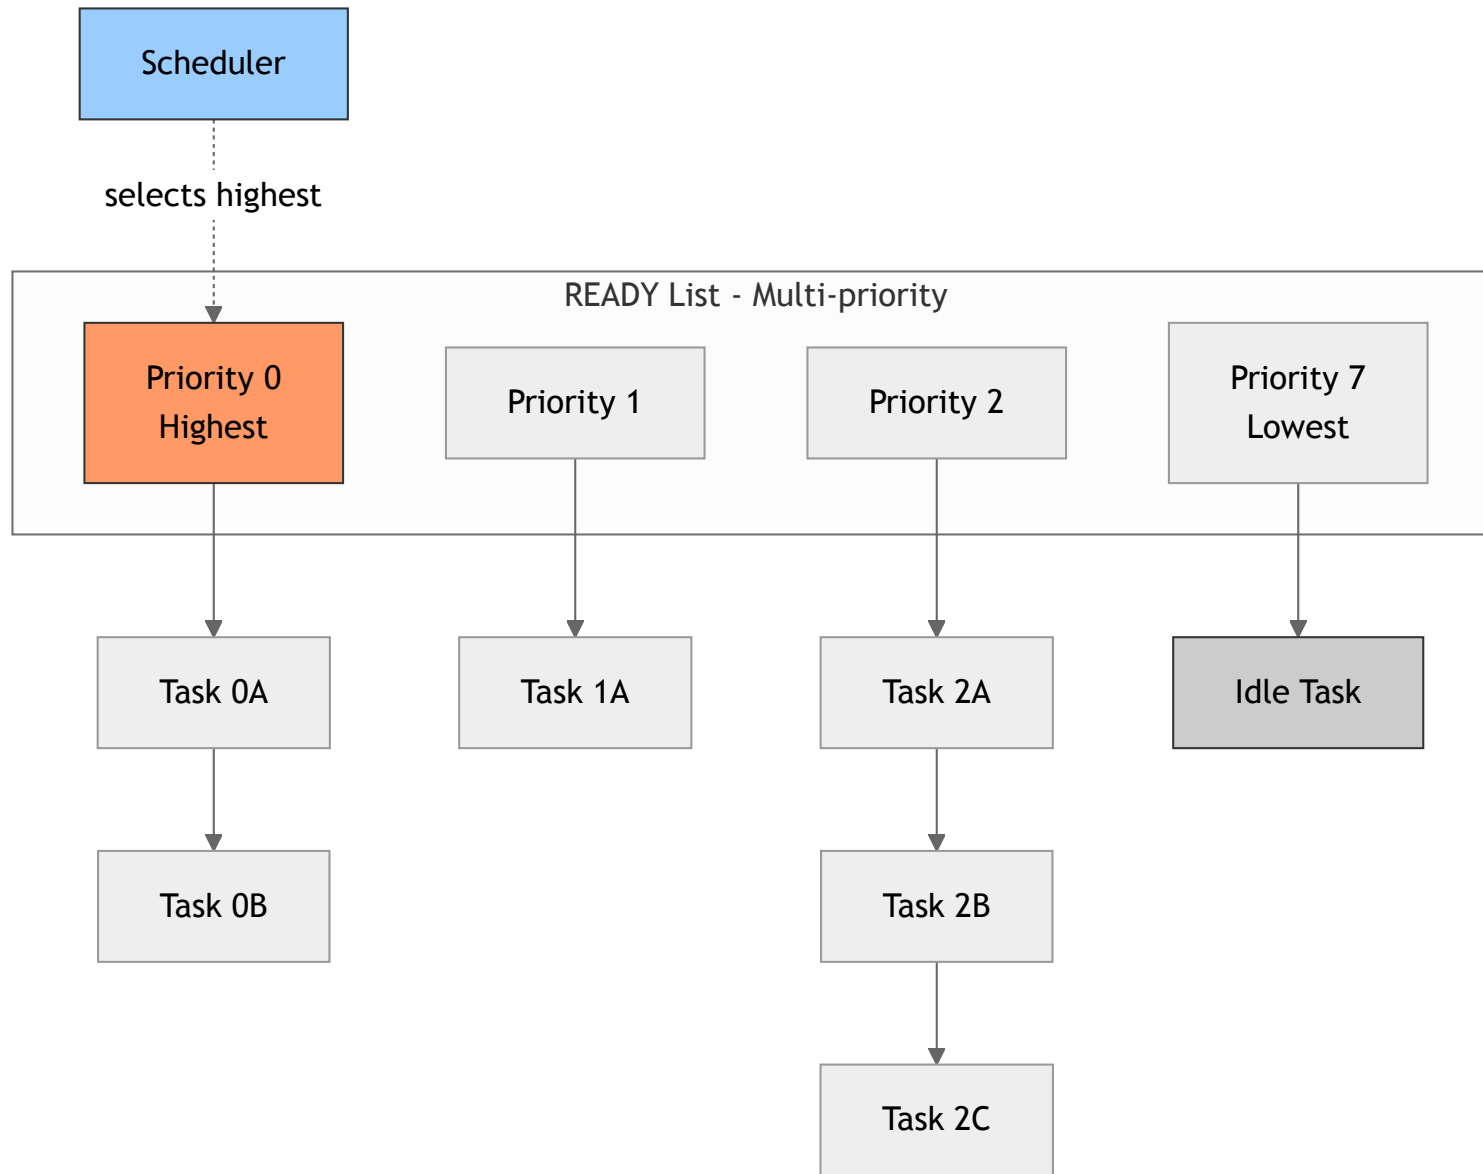 Scheduler
selects highest
READY List - Multi-priority
Priority 0
Highest
Priority 1
Priority 2
Priority 7
Lowest
Task 0A
Task 1A
Task 2A
Idle Task
Task 0B
Task 2B
Task 2C